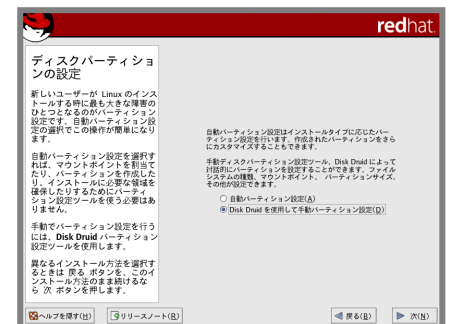 redhat.
ディスクパーティショ
ンの設定
新しいユーザーが Linux のインス
トールする時に最も大きな障害の
ひとつとなるのがパーティション
設定です。自動パーティション設
定の選択でこの操作が簡単になり
ます。
自動パーティション設定を選択す
れば、マウントポイントを割当て
たり、パーティションを作成した
り、インストールに必要な領域を
確保したりするためにパーティ
ション設定ツールを使う必要はあ
りません。
手動でパーティション設定を行う
には、Disk Druid パーティション
設定ツールを使用します。
異なるインストール方法を選択す
るときは 戻る ボタンを、このイ
ンストール方法のまま続けるな
ら 次 ボタンを押します。
自動パーティション設定はインストールタイプに応じたパー
ティション設定を行います。作成されたパーティションをさら
にカスタマイズすることもできます。
手動ディスクパーティション設定ツール、Disk Druid によって
対話的にパーティションを設定することができます。ファイル
システムの種類、マウントポイント、 パーティションサイズ、
その他が設定できます。
自動パーティション設定(A)
Disk Druid を使用して手動パーティション設定(D)
ヘルプを隠す(H)
リリースノート(R)
戻る(B)
次(N)